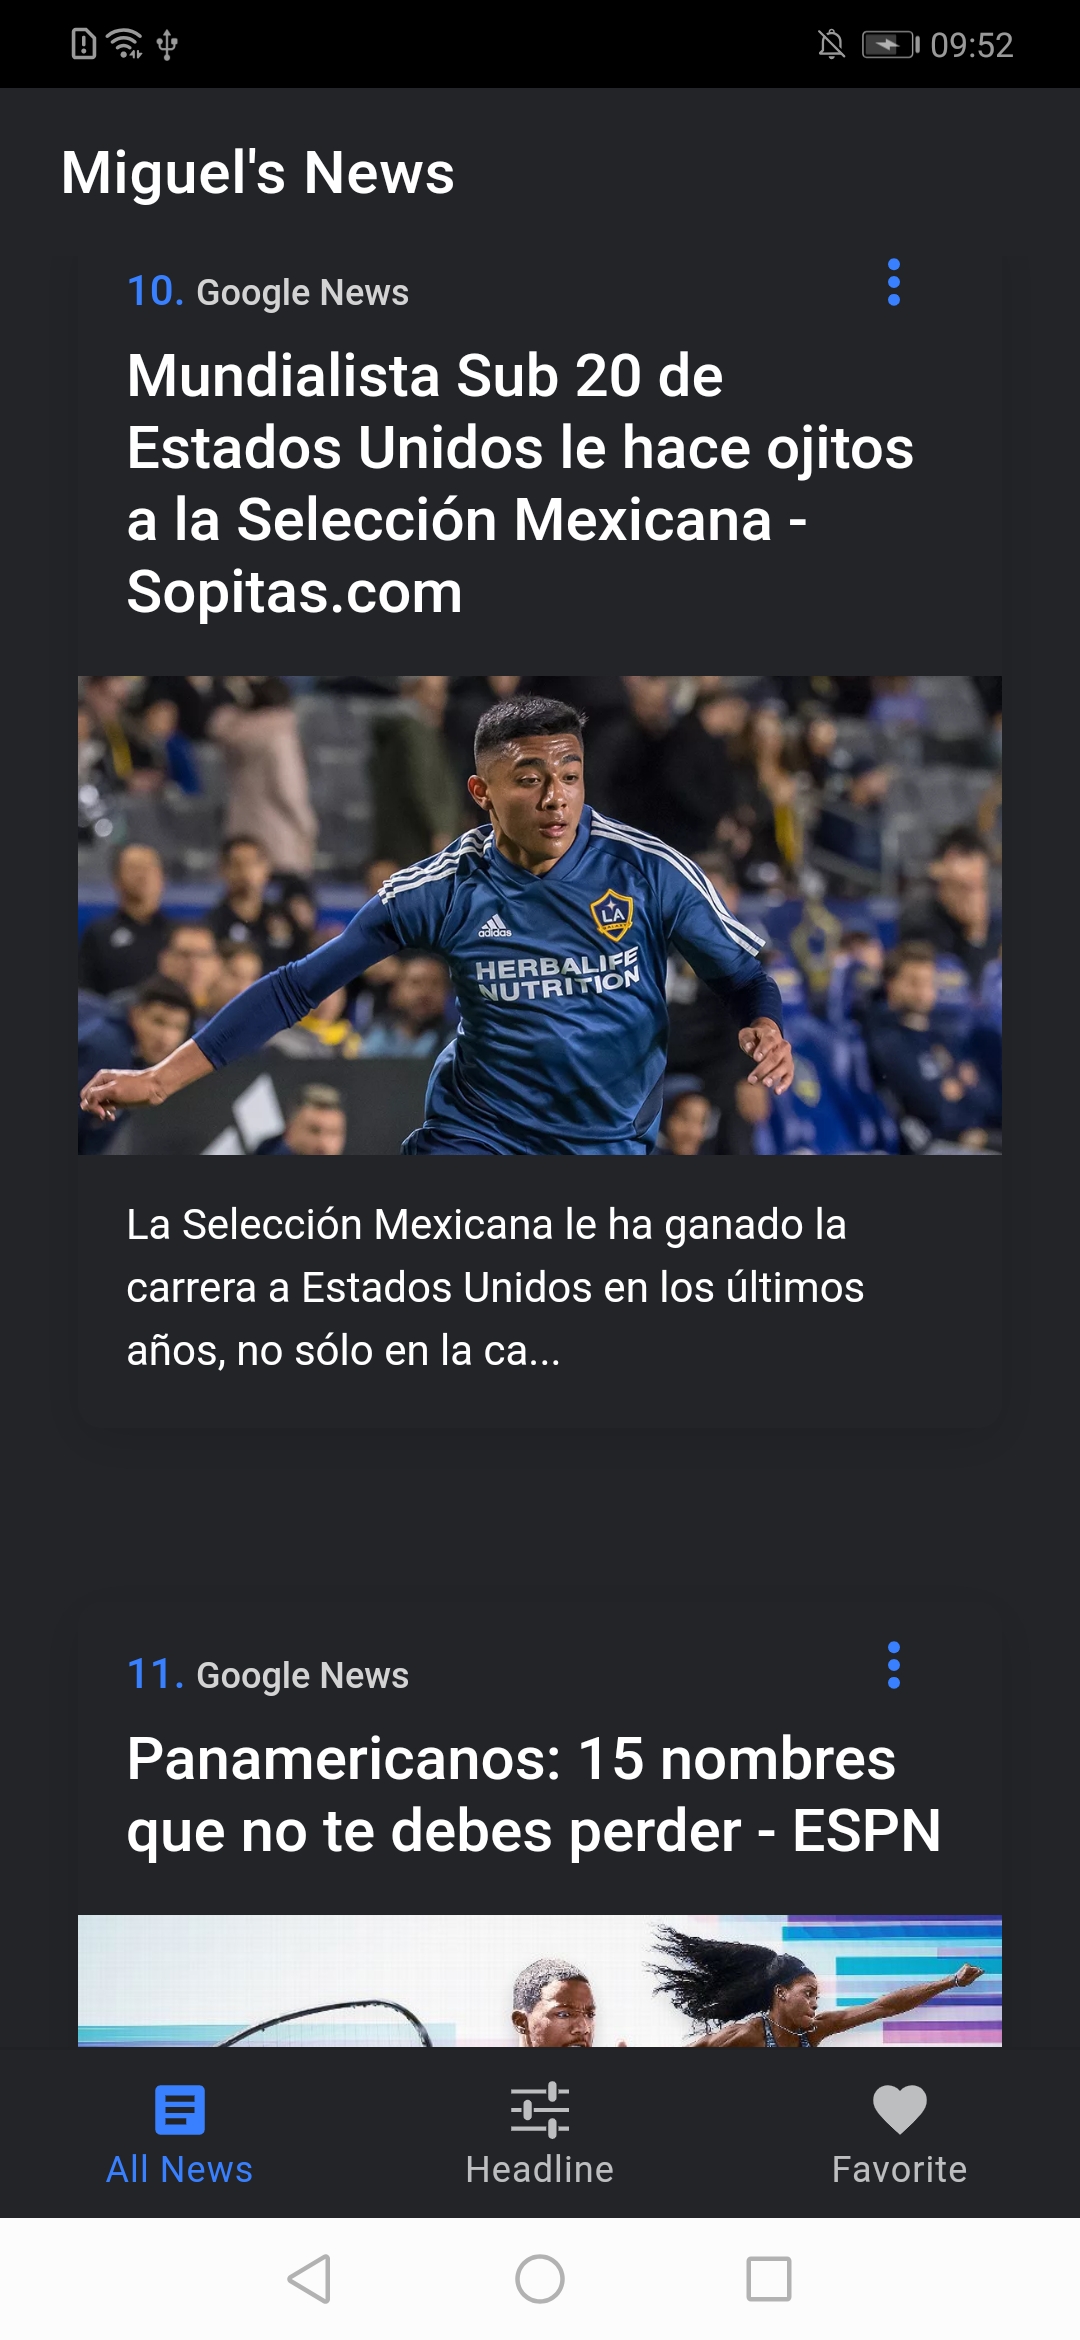 09:52
Miguel's News
10. Google News
Mundialista Sub 20 de
Estados Unidos le hace ojitos
a la Selección Mexicana -
Sopitas.com
LA
adidas
HERBALIFE
NUTRITION
La Selección Mexicana le ha ganado la
carrera a Estados Unidos en los últimos
años, no sólo en la ca...
11. Google News
Panamericanos: 15 nombres
que no te debes perder - ESPN
All News
Headline
Favorite